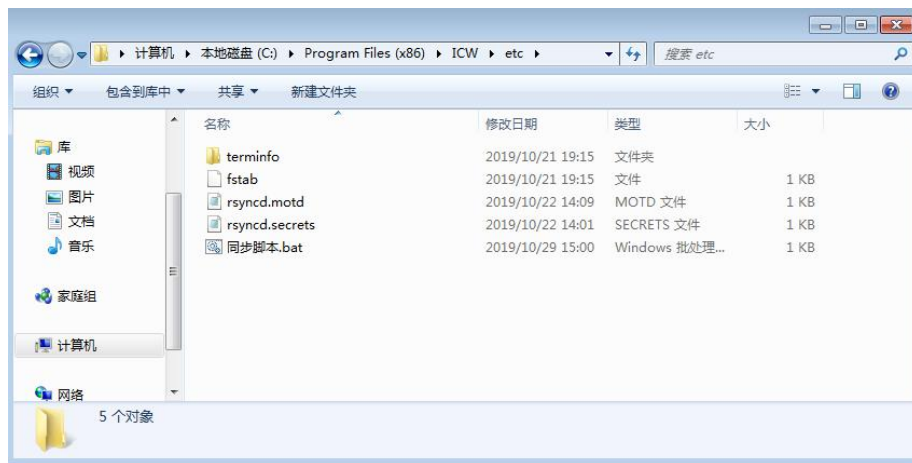 计算机 本地磁盘 (C:) Program Files (x86) ICW etc 搜索 etc
组织 包含到库中 共享 新建文件夹
名称 修改日期 类型 大小
库
视频
图片
文档
音乐
家庭组
计算机
网络
terminfo 2019/10/21 19:15 文件夹
fstab 2019/10/21 19:15 文件 1 KB
rsyncd.motd 2019/10/22 14:09 MOTD 文件 1 KB
rsyncd.secrets 2019/10/22 14:01 SECRETS 文件 1 KB
同步脚本.bat 2019/10/29 15:00 Windows 批处理... 1 KB
5 个对象